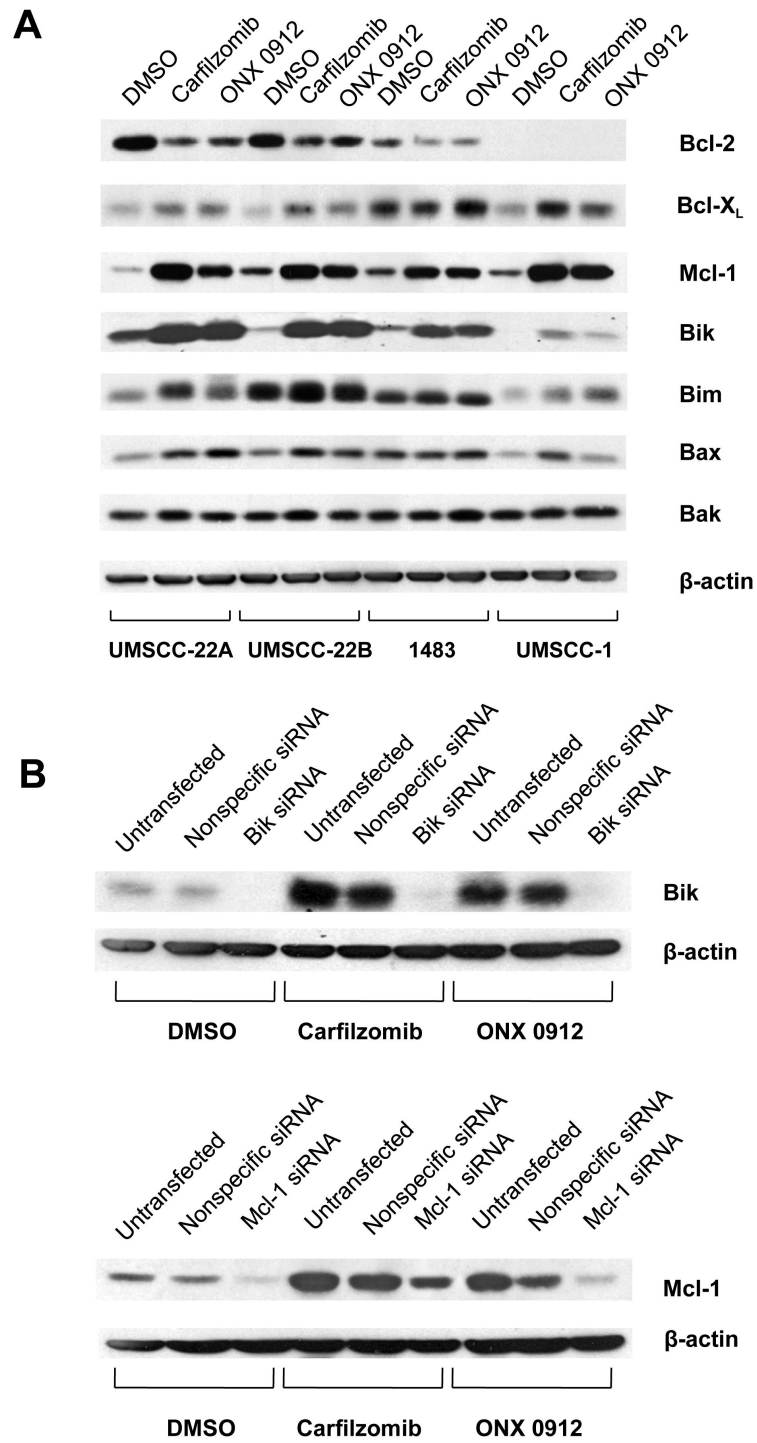 A
DMSO
Carfilzomib
ONX 0912
DMSO
Carfilzomib
ONX 0912
DMSO
Carfilzomib
ONX 0912
DMSO
Carfilzomib
ONX 0912
Bcl-2
Bcl-XL
Mcl-1
Bik
Bim
Bax
Bak
β-actin
UMSCC-22A UMSCC-22B 1483 UMSCC-1
B
Untransfected
Nonspecific siRNA
Bik siRNA
Untransfected
Nonspecific siRNA
Bik siRNA
Untransfected
Nonspecific siRNA
Bik siRNA
Bik
β-actin
DMSO Carfilzomib ONX 0912
Untransfected
Nonspecific siRNA
Mcl-1 siRNA
Untransfected
Nonspecific siRNA
Mcl-1 siRNA
Untransfected
Nonspecific siRNA
Mcl-1 siRNA
Mcl-1
β-actin
DMSO Carfilzomib ONX 0912